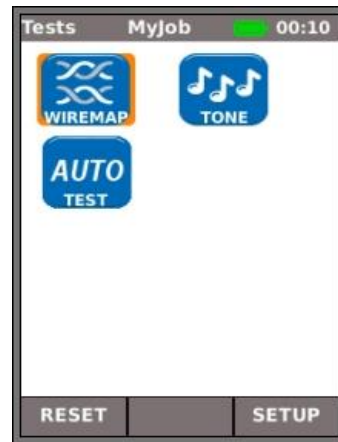 Tests MyJob 00:10
WIREMAP TONE
AUTO
TEST
RESET SETUP